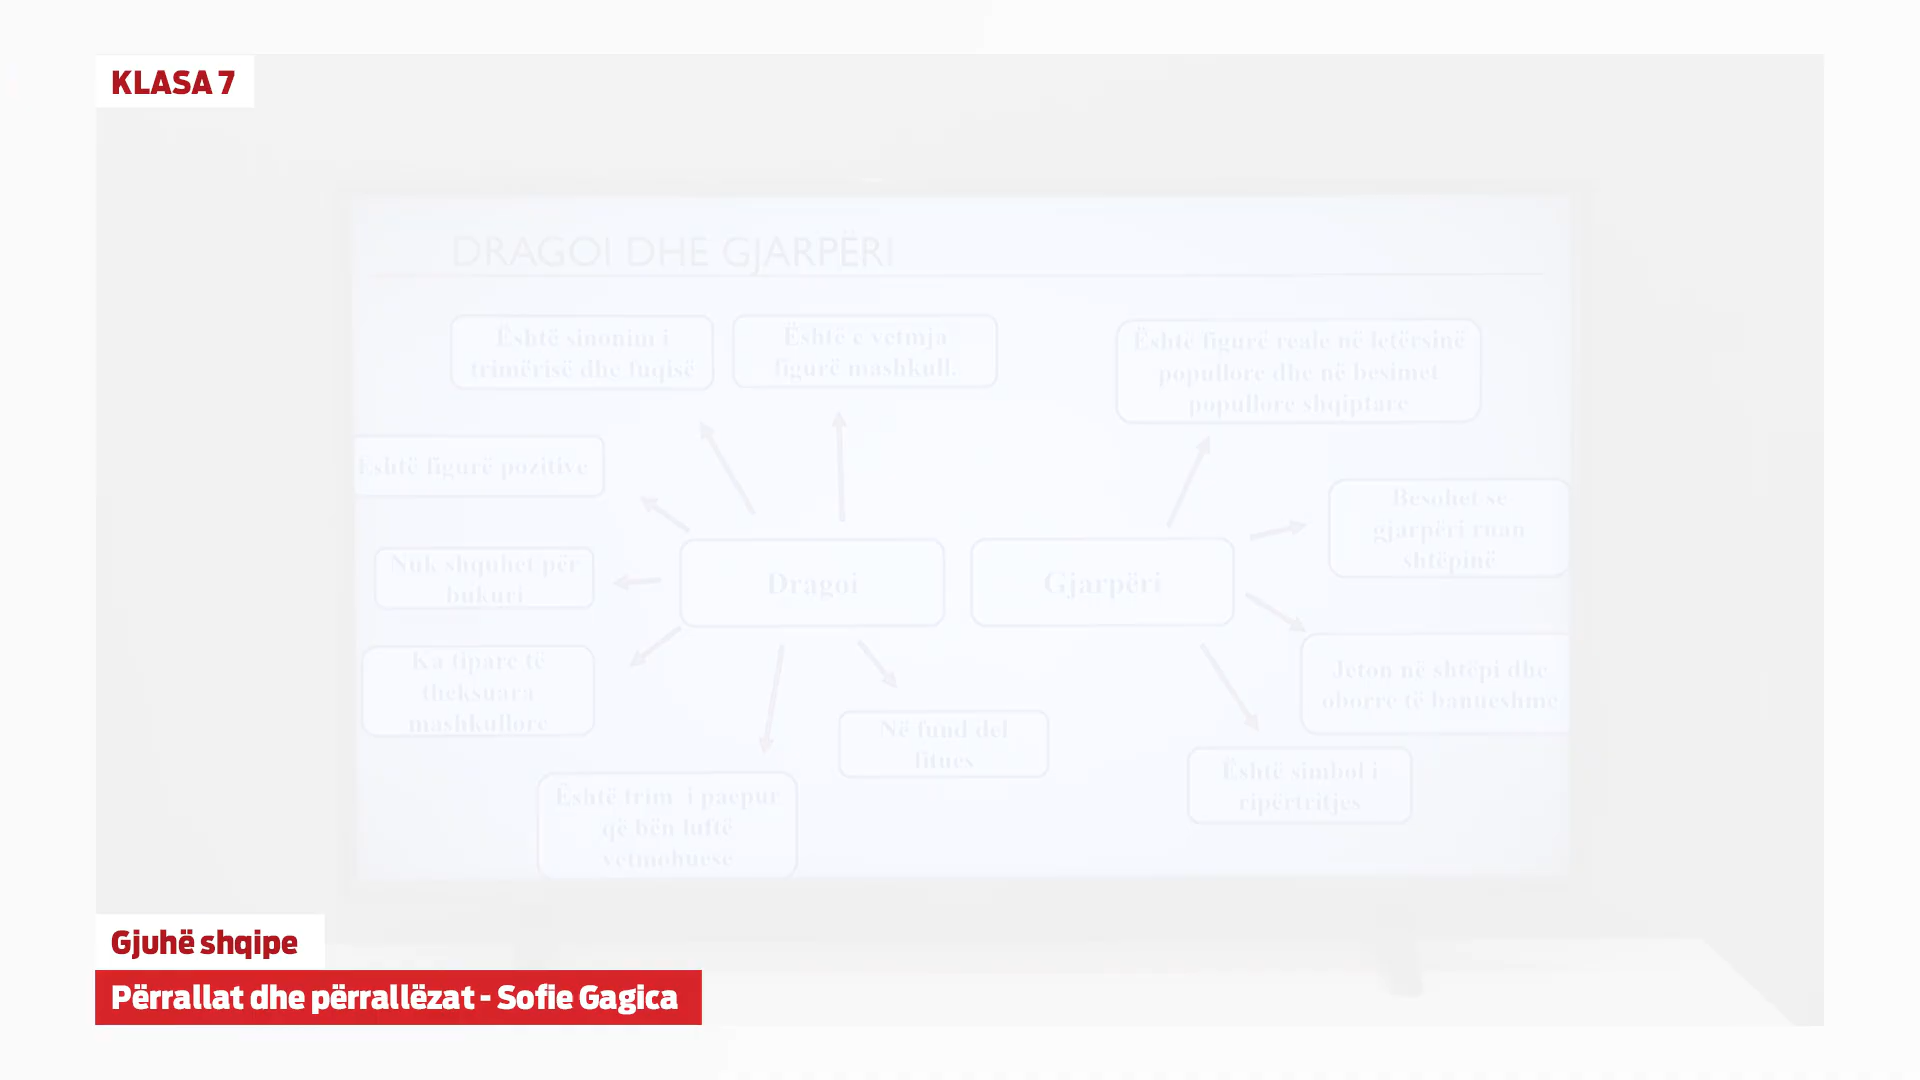 KLASA 7
DRAGOI DHE GJARPËRI
Është sinonim i
trimërisë dhe fuqisë
Është e vetmja
figurë mashkull.
Është figurë reale në letërsinë
popullore dhe në besimet
popullore shqiptare
Është figurë pozitive
Besohet se
gjarpëri ruan
shtëpinë
Nuk shquhet për
bukuri
Dragoi
Gjarpëri
Ka tipare të
theksuara
mashkullore
Jeton në shtëpi dhe
oborre të banueshme
Në fund del
fitues
Është trim i paepur
që bën luftë
vetmohuese
Është simbol i
ripërtritjes
Gjuhë shqipe
Përrallat dhe përrallëzat - Sofie Gagica